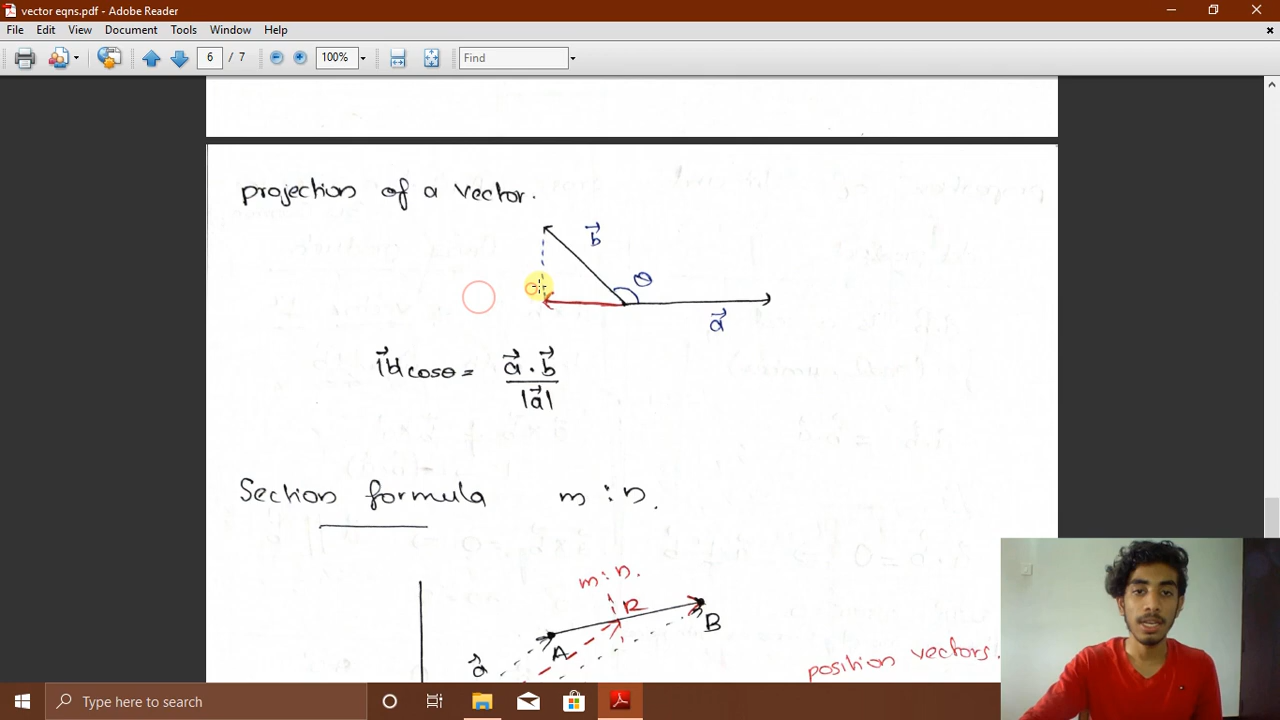 vector eqns.pdf - Adobe Reader
File Edit View Document Tools Window Help
6 / 7 100% Find
projection of a vector.
b⃗
θ
a⃗
|b⃗|cosθ = a⃗ . b⃗ / |a⃗|
Section formula m : n.
m : n.
R
B
A
a⃗
position vectors.
Type here to search